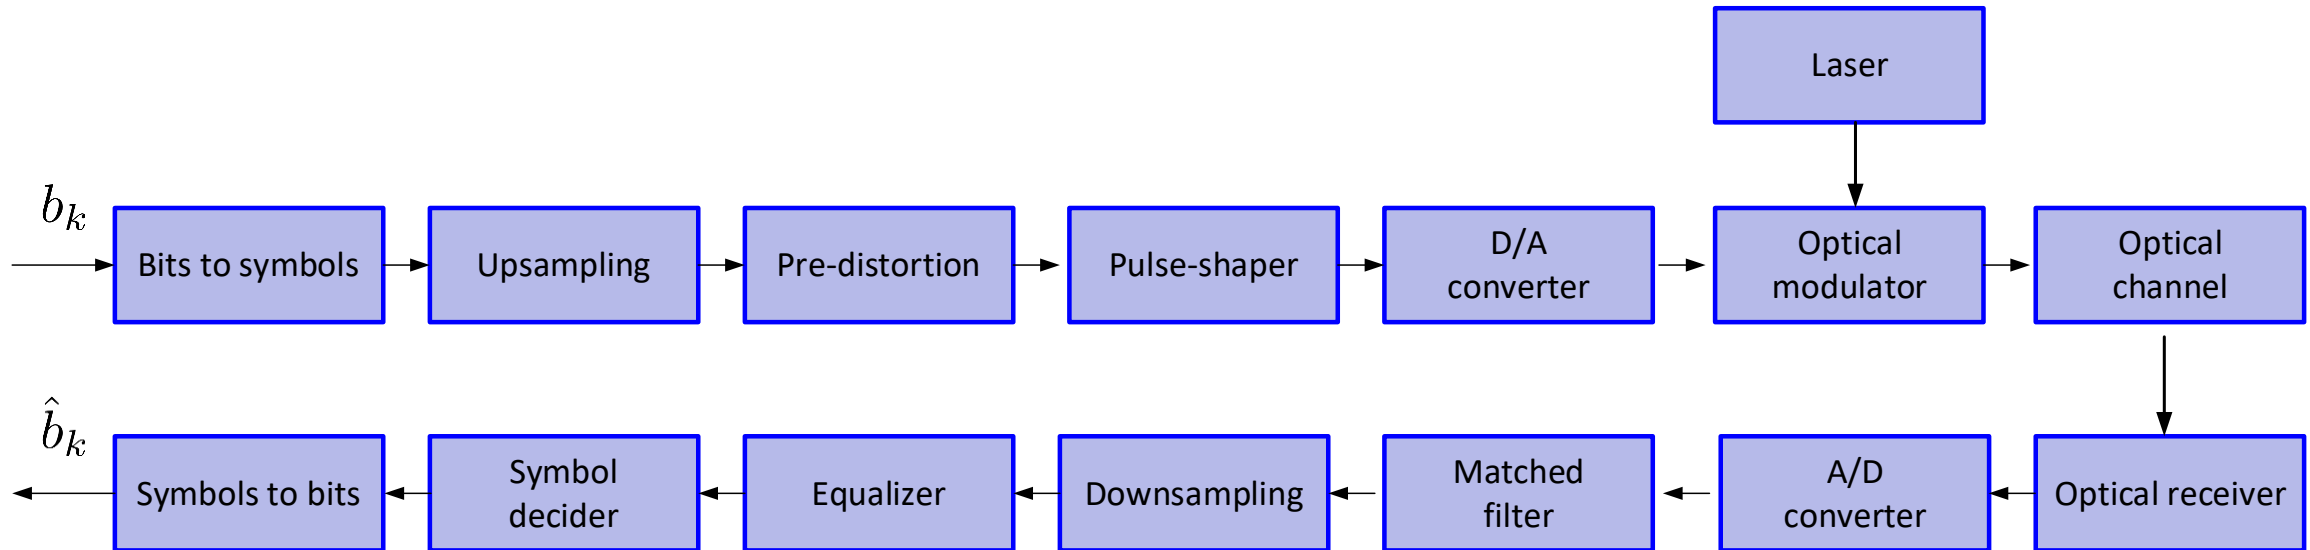 Laser
b_k
Bits to symbols
Upsampling
Pre-distortion
Pulse-shaper
D/A
converter
Optical
modulator
Optical
channel
b̂_k
Symbols to bits
Symbol
decider
Equalizer
Downsampling
Matched
filter
A/D
converter
Optical receiver